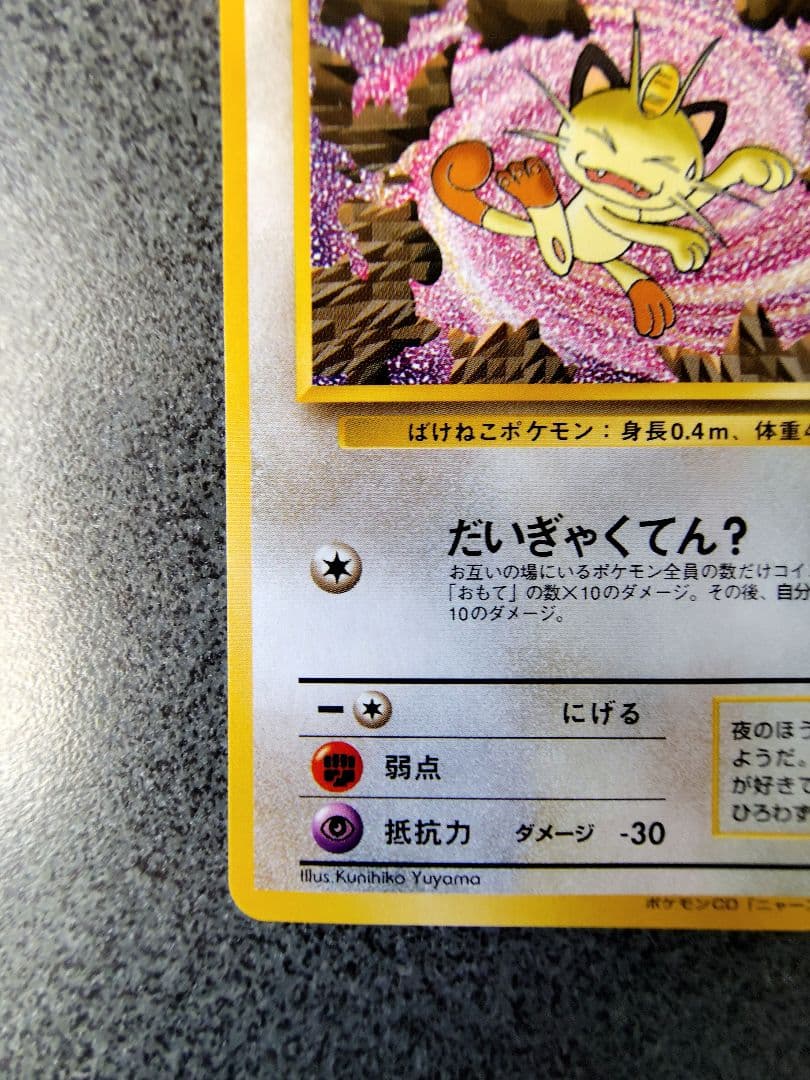 ばけねこポケモン：身長0.4m、体重4
だいぎゃくてん？
お互いの場にいるポケモン全員の数だけコイ
「おもて」の数×10のダメージ。その後、自分
10のダメージ。
にげる
弱点
抵抗力 ダメージ -30
夜のほう
ようだ。
が好きで
ひろわず
Illus.Kunihiko Yuyama
ポケモンCD「ニャース